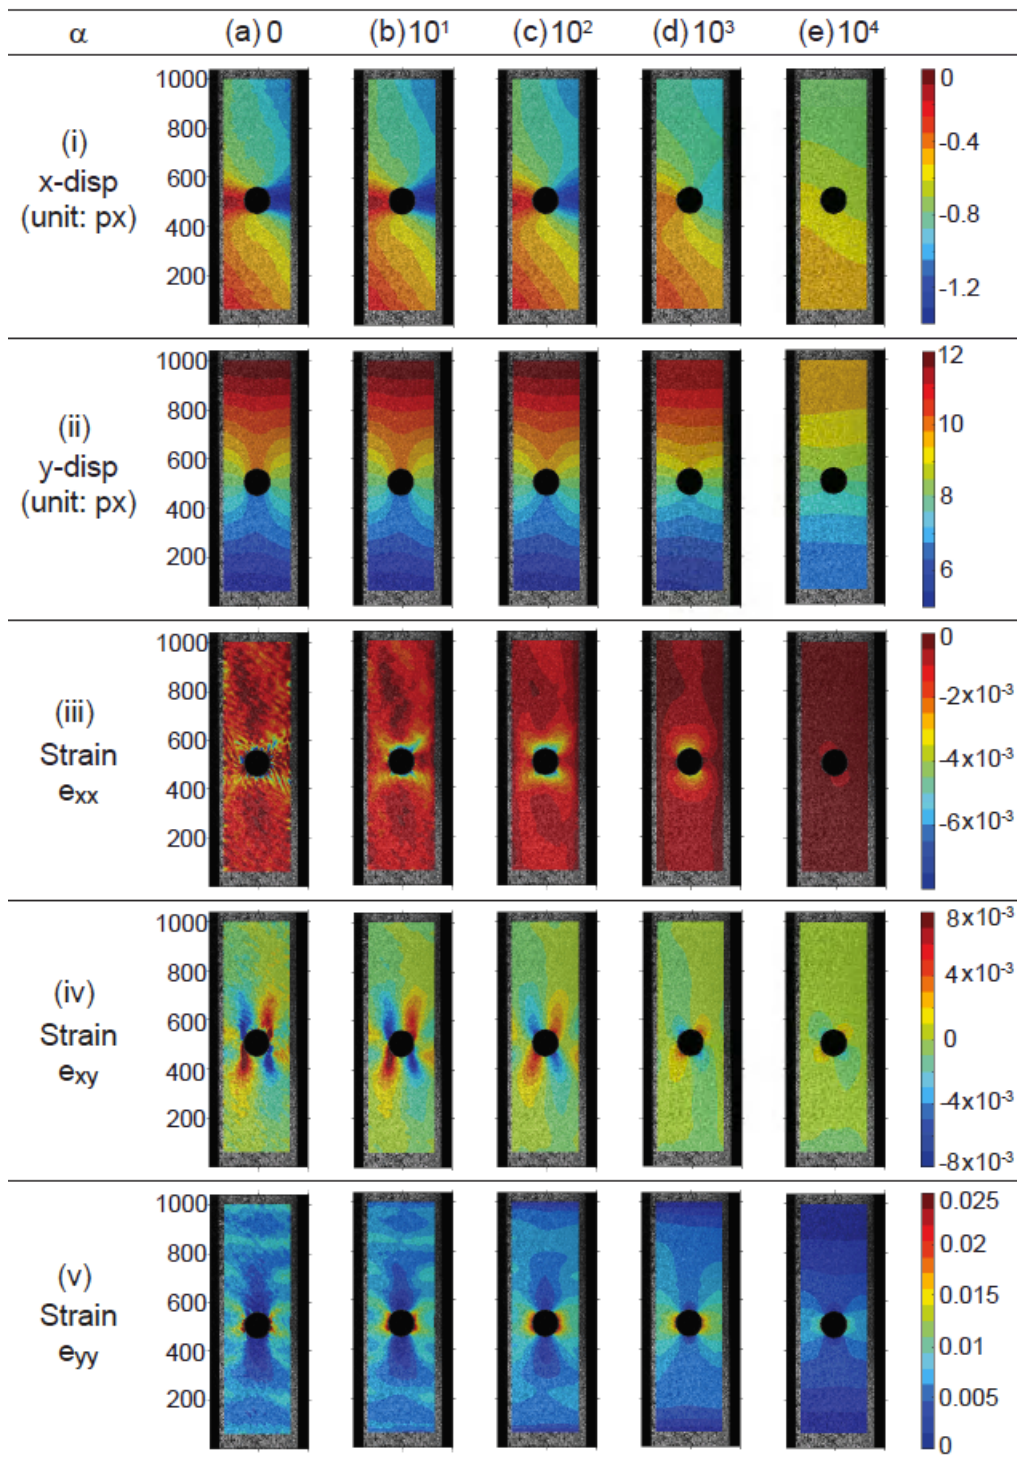 α (a) 0 (b) 10¹ (c) 10² (d) 10³ (e) 10⁴
1000
800
600
400
200
(i)
x-disp
(unit: px)
0
-0.4
-0.8
-1.2
1000
800
600
400
200
(ii)
y-disp
(unit: px)
12
10
8
6
1000
800
600
400
200
(iii)
Strain
eₓₓ
0
-2x10⁻³
-4x10⁻³
-6x10⁻³
1000
800
600
400
200
(iv)
Strain
e_xy
8x10⁻³
4x10⁻³
0
-4x10⁻³
-8x10⁻³
1000
800
600
400
200
(v)
Strain
e_yy
0.025
0.02
0.015
0.01
0.005
0